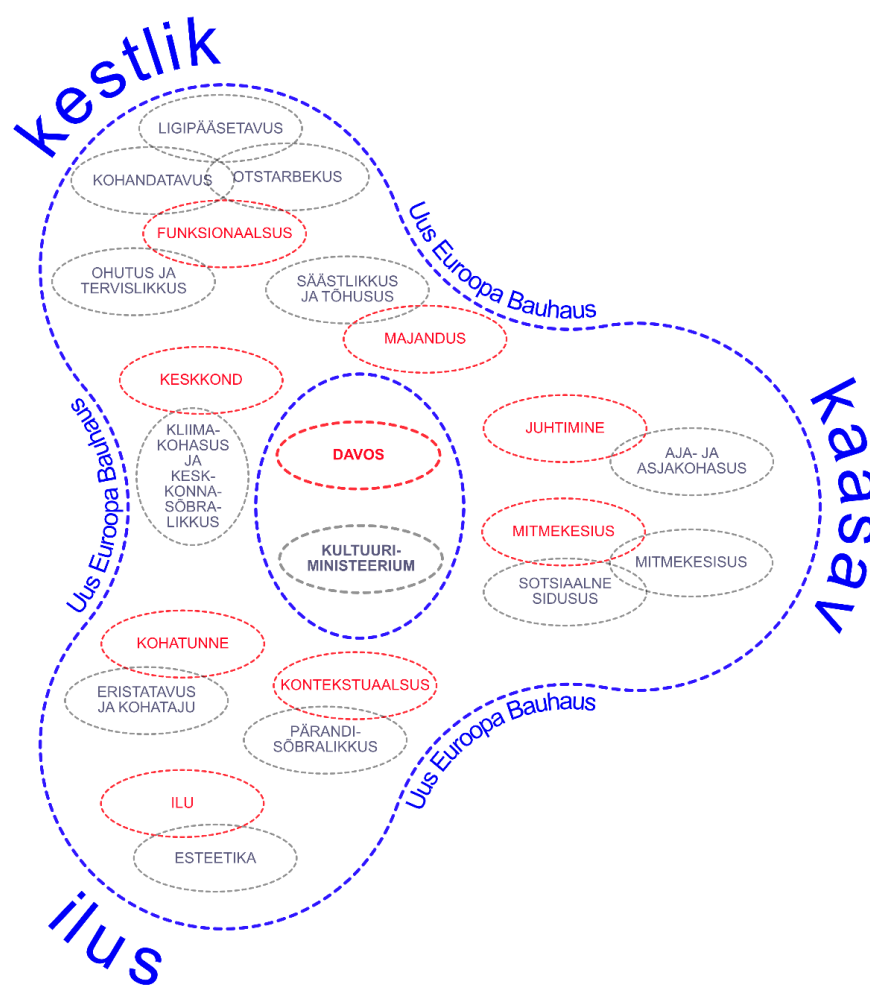 kestlik
LIGIPÄÄSETAVUS
KOHANDATAVUS
OTSTARBEKUS
FUNKSIONAALSUS
OHUTUS JA
TERVISLIKKUS
SÄÄSTLIKKUS
JA TÕHUSUS
MAJANDUS
Uus Euroopa Bauhaus
KESKKOND
KLIIMA-
KOHASUS
JA
KESK-
KONNA-
SÕBRA-
LIKKUS
Uus Euroopa Bauhaus
DAVOS
KULTUURI-
MINISTEERIUM
JUHTIMINE
AJA- JA
ASJAKOHASUS
MITMEKESIUS
MITMEKESISUS
SOTSIAALNE
SIDUSUS
kaasav
KOHATUNNE
ERISTATAVUS
JA KOHATAJU
KONTEKSTUAALSUS
PÄRANDI-
SÕBRALIKKUS
Uus Euroopa Bauhaus
ILU
ESTEETIKA
ilus